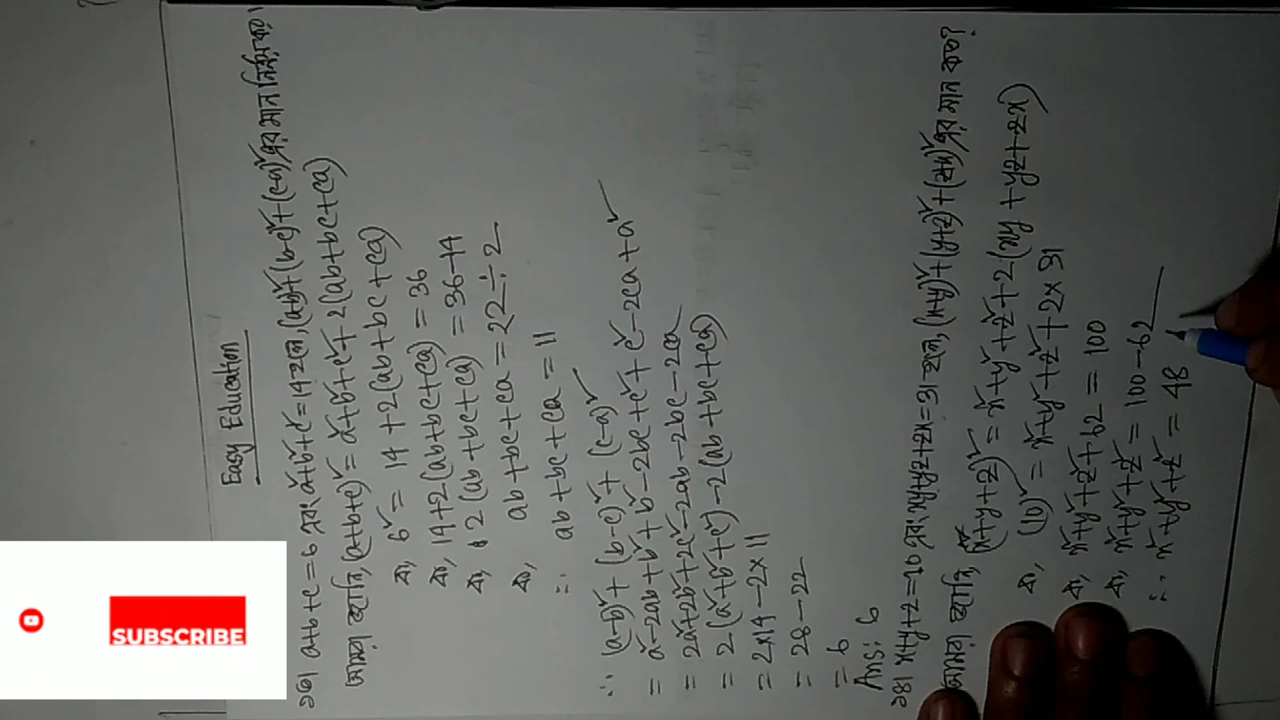 Easy Education
১৩। a+b+c = 6 এবং a²+b²+c² = 14 হলে, (a-b)²+(b-c)²+(c-a)² এর মান নির্ণয় কর।
আমরা জানি, (a+b+c)² = a²+b²+c²+2(ab+bc+ca)
বা, 6² = 14+2(ab+bc+ca)
বা, 14+2(ab+bc+ca) = 36
বা, 2(ab+bc+ca) = 36-14
বা, ab+bc+ca = 22÷2
∴ ab+bc+ca = 11
∴ (a-b)²+(b-c)²+(c-a)²
= a²-2ab+b²+b²-2bc+c²+c²-2ca+a²
= 2a²+2b²+2c²-2ab-2bc-2ca
= 2(a²+b²+c²)-2(ab+bc+ca)
= 2×14-2×11
= 28-22
= 6
Ans: 6
১৪। x+y+z=10 এবং xy+yz+zx=31 হলে, (x+y)²+(y+z)²+(z+x)² এর মান কত?
আমরা জানি, (x+y+z)² = x²+y²+z²+2(xy+yz+zx)
বা, (10)² = x²+y²+z²+2×31
বা, x²+y²+z²+62 = 100
বা, x²+y²+z² = 100-62
∴ x²+y²+z² = 48
SUBSCRIBE